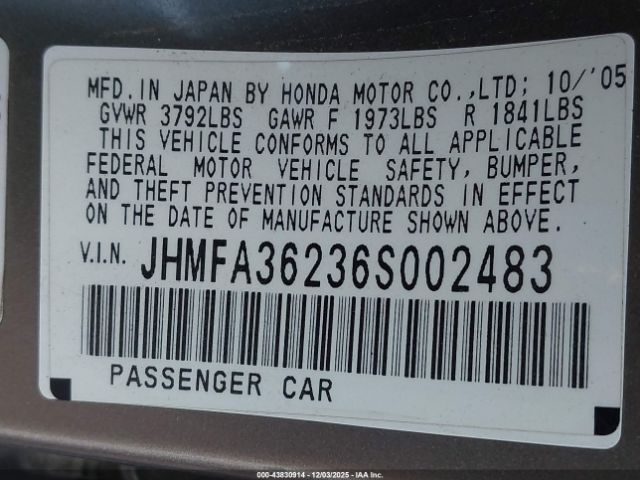 MFD. IN JAPAN BY HONDA MOTOR CO.,LTD; 10/'05
GVWR 3792LBS GAWR F 1973LBS R 1841LBS
THIS VEHICLE CONFORMS TO ALL APPLICABLE
FEDERAL MOTOR VEHICLE SAFETY, BUMPER,
AND THEFT PREVENTION STANDARDS IN EFFECT
ON THE DATE OF MANUFACTURE SHOWN ABOVE.
V.I.N. JHMFA36236S002483
PASSENGER CAR
000-43830914 - 12/03/2025 - IAA Inc.